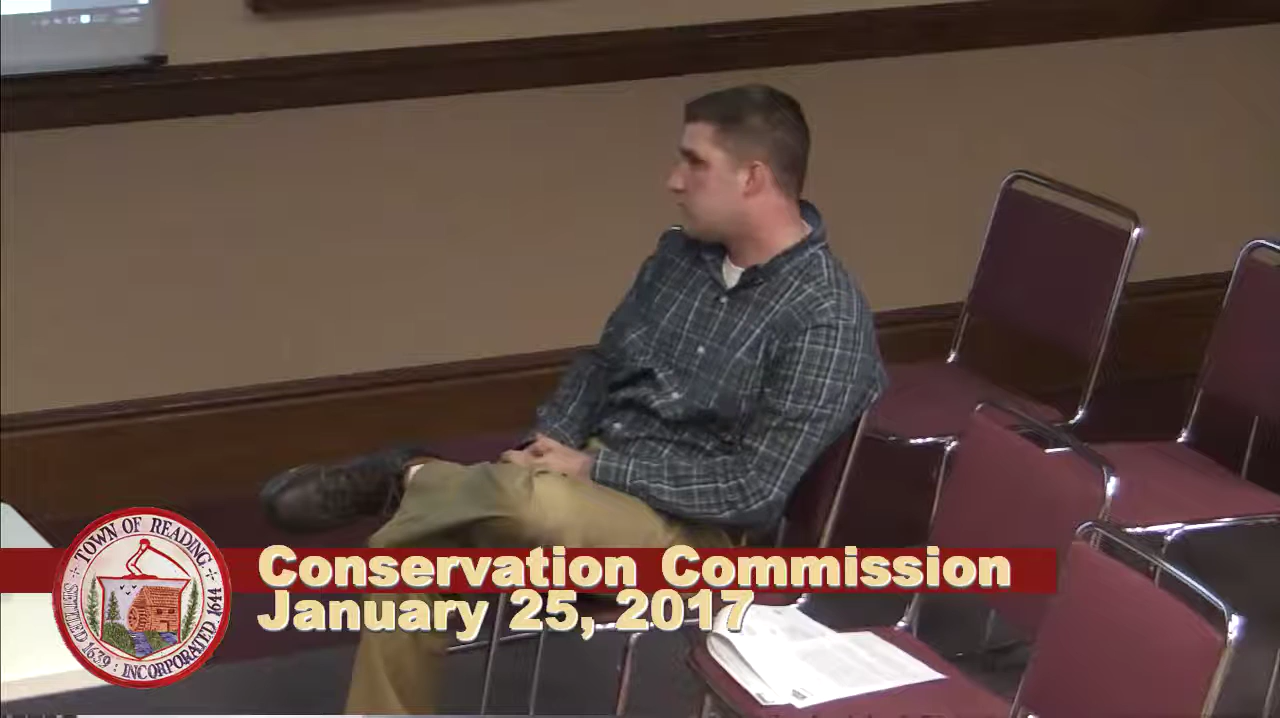 TOWN OF READING
SETTLED 1639 : INCORPORATED 1644
Conservation Commission
January 25, 2017